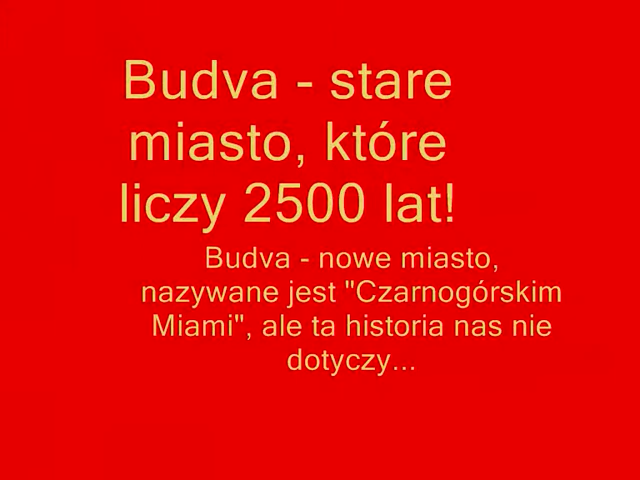 Budva - stare
miasto, które
liczy 2500 lat!
Budva - nowe miasto,
nazywane jest "Czarnogórskim
Miami", ale ta historia nas nie
dotyczy...